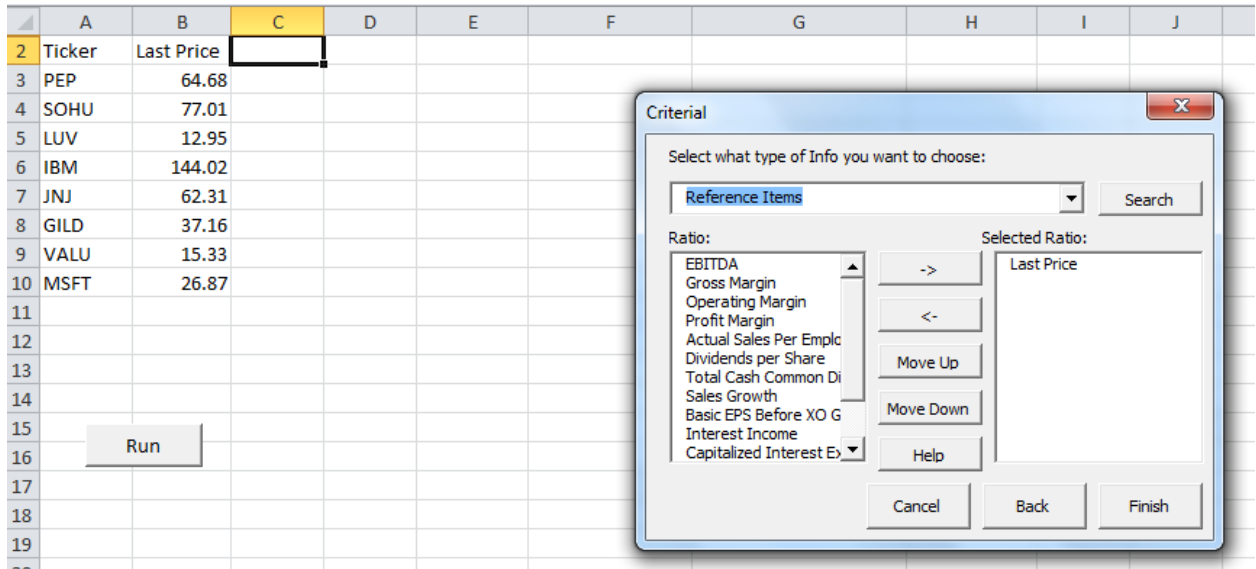 A B C D E F G H I J
2 Ticker Last Price
3 PEP 64.68
4 SOHU 77.01
5 LUV 12.95
6 IBM 144.02
7 JNJ 62.31
8 GILD 37.16
9 VALU 15.33
10 MSFT 26.87
11
12
13
14
15
16
17
18
19
Run
Criterial
Select what type of Info you want to choose:
Reference Items
Search
Ratio:
Selected Ratio:
EBITDA
Gross Margin
Operating Margin
Profit Margin
Actual Sales Per Emplo
Dividends per Share
Total Cash Common Di
Sales Growth
Basic EPS Before XO G
Interest Income
Capitalized Interest Ex
->
<-
Move Up
Move Down
Help
Last Price
Cancel
Back
Finish